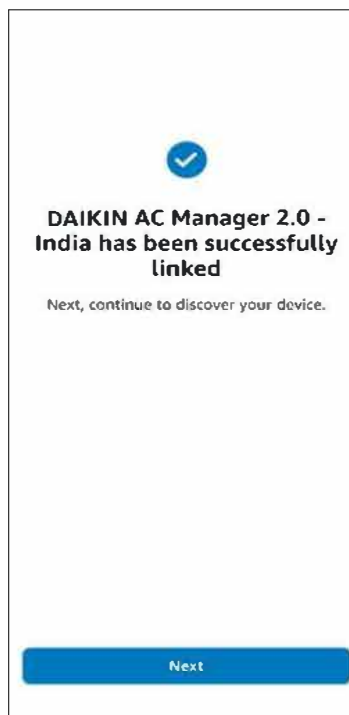 DAIKIN AC Manager 2.0 -
India has been successfully
linked
Next, continue to discover your device.
Next